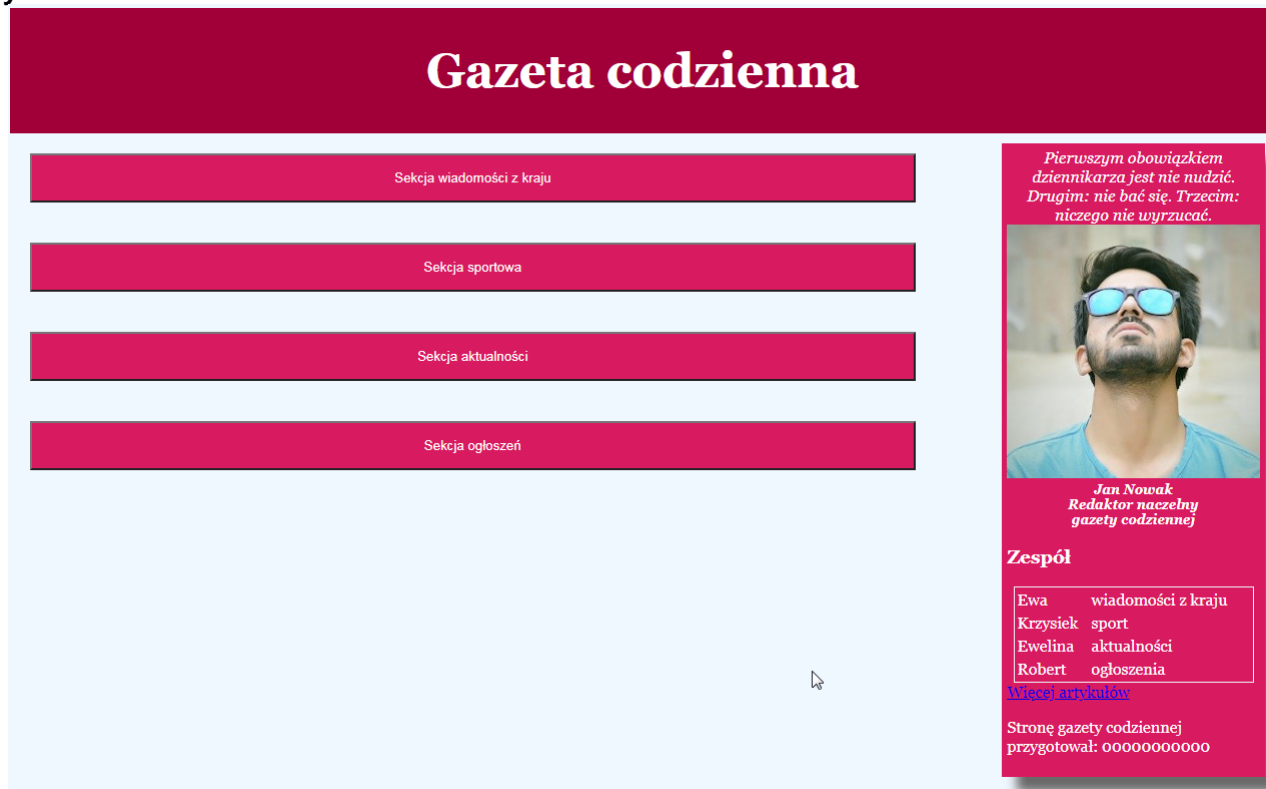 Gazeta codzienna
Sekcja wiadomości z kraju
Sekcja sportowa
Sekcja aktualności
Sekcja ogłoszeń
Pierwszym obowiązkiem
dziennikarza jest nie nudzić.
Drugim: nie bać się. Trzecim:
niczego nie wyrzucać.
Jan Nowak
Redaktor naczelny
gazety codziennej
Zespół
Ewa wiadomości z kraju
Krzysiek sport
Ewelina aktualności
Robert ogłoszenia
Więcej artykułów
Stronę gazety codziennej
przygotował: 00000000000